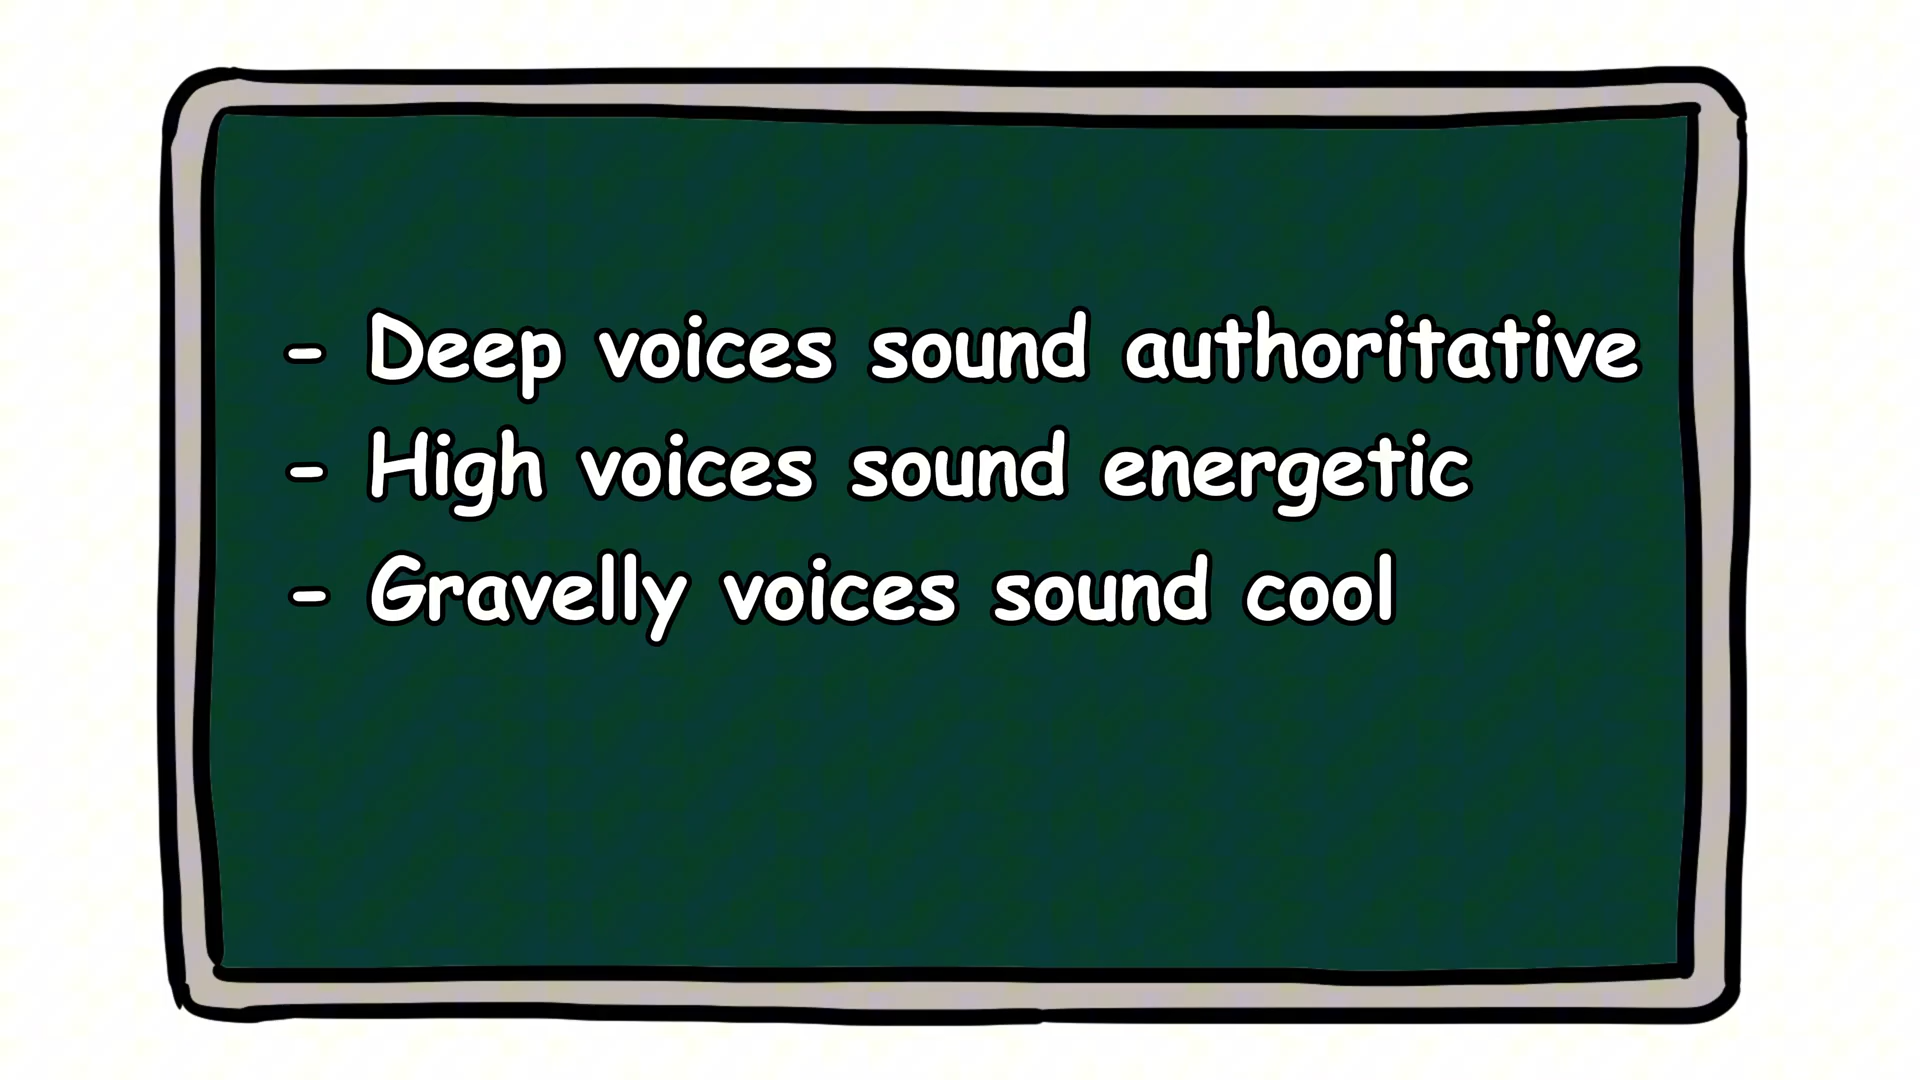 - Deep voices sound authoritative
- High voices sound energetic
- Gravelly voices sound cool